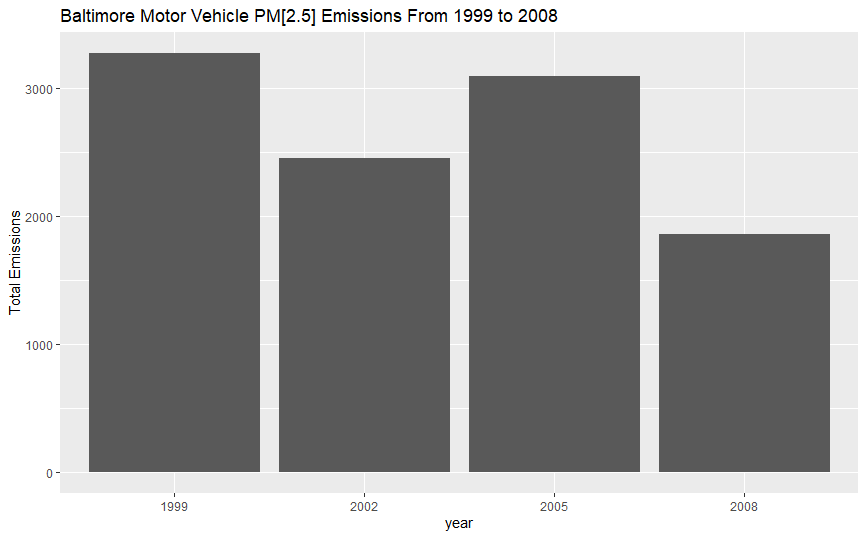 Baltimore Motor Vehicle PM[2.5] Emissions From 1999 to 2008
3000
2000
1000
0
Total Emissions
1999 2002 2005 2008
year